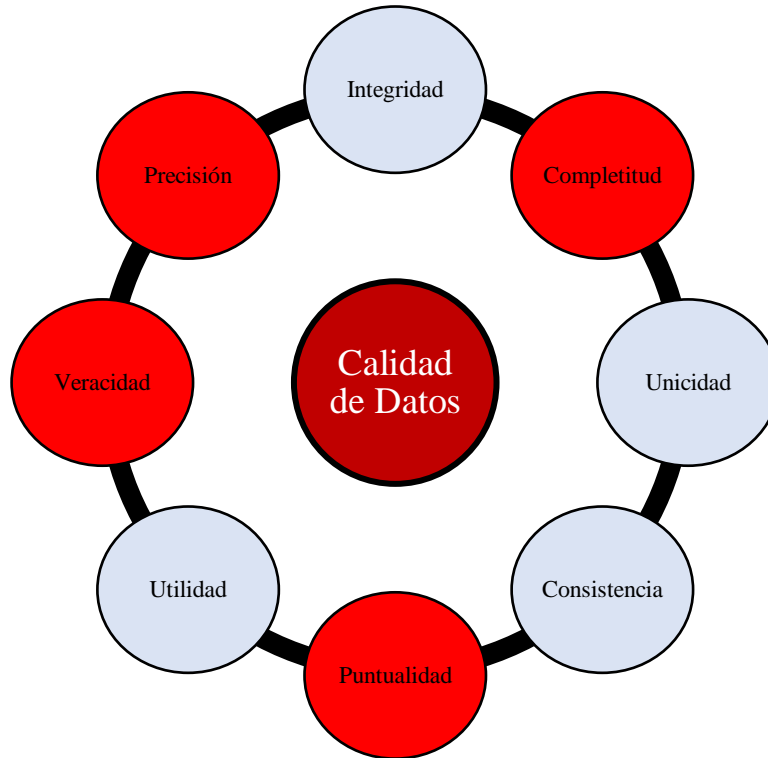 Integridad
Precisión
Completitud
Calidad
de Datos
Veracidad
Unicidad
Utilidad
Consistencia
Puntualidad